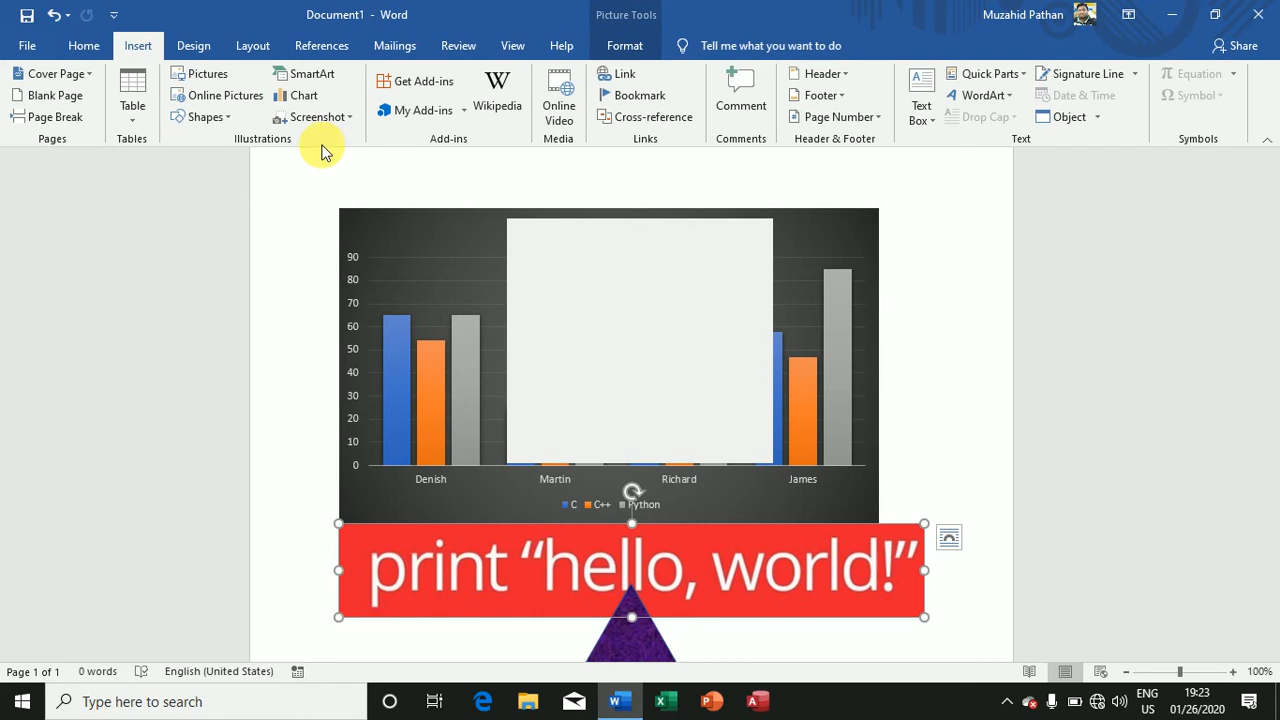 Document1 - Word
Picture Tools
Muzahid Pathan
File Home Insert Design Layout References Mailings Review View Help Format Tell me what you want to do Share
Cover Page
Blank Page
Page Break
Pages
Table
Tables
Pictures
Online Pictures
Shapes
SmartArt
Chart
Screenshot
Illustrations
Get Add-ins
My Add-ins
Wikipedia
Add-ins
Online
Video
Media
Link
Bookmark
Cross-reference
Links
Comment
Comments
Header
Footer
Page Number
Header & Footer
Text
Box
Quick Parts
WordArt
Drop Cap
Signature Line
Date & Time
Object
Text
Equation
Symbol
Symbols
90
80
70
60
50
40
30
20
10
0
Denish Martin Richard James
C C++ Python
print “hello, world!”
Page 1 of 1 0 words English (United States) 100%
Type here to search
ENG
US
19:23
01/26/2020